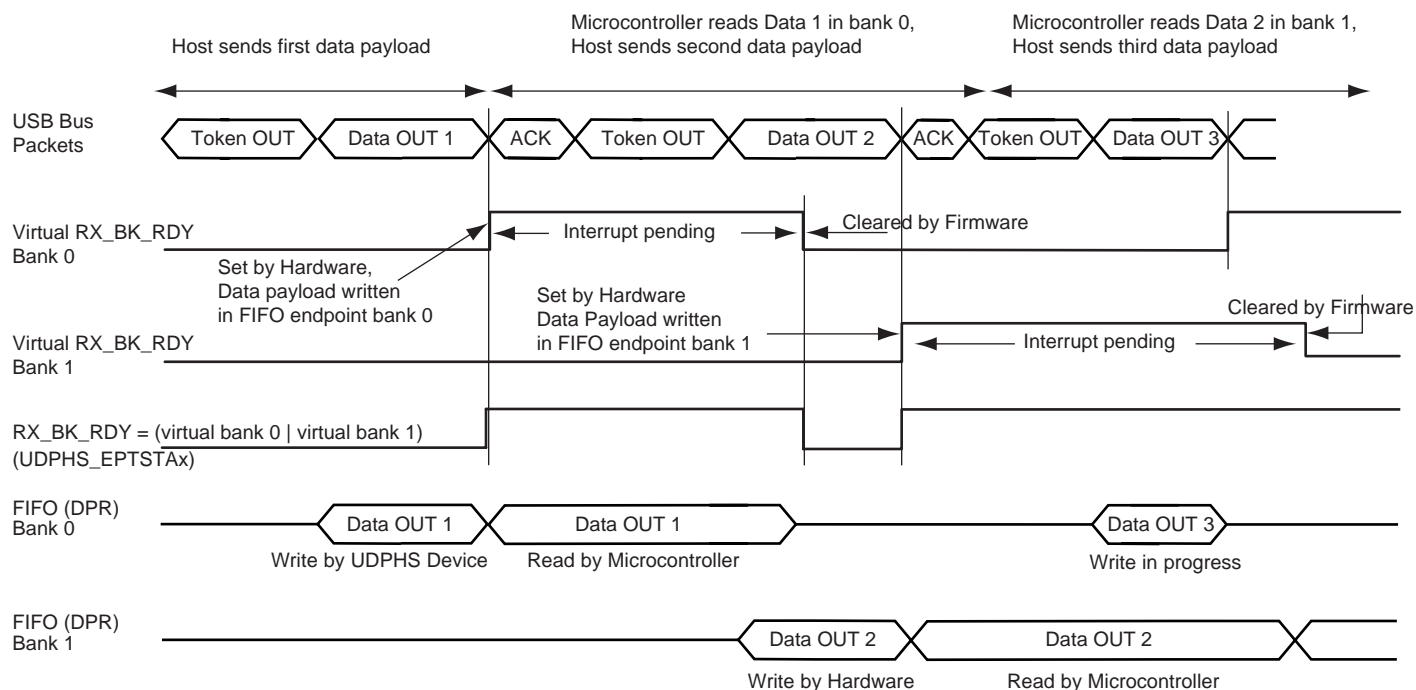 Host sends first data payload
Microcontroller reads Data 1 in bank 0,
Host sends second data payload
Microcontroller reads Data 2 in bank 1,
Host sends third data payload
USB Bus
Packets
Token OUT
Data OUT 1
ACK
Token OUT
Data OUT 2
ACK
Token OUT
Data OUT 3
Virtual RX_BK_RDY
Bank 0
Interrupt pending
Cleared by Firmware
Set by Hardware,
Data payload written
in FIFO endpoint bank 0
Set by Hardware
Data Payload written
in FIFO endpoint bank 1
Cleared by Firmware
Virtual RX_BK_RDY
Bank 1
Interrupt pending
RX_BK_RDY = (virtual bank 0 | virtual bank 1)
(UDPHS_EPTSTAx)
FIFO (DPR)
Bank 0
Data OUT 1
Data OUT 1
Data OUT 3
Write by UDPHS Device
Read by Microcontroller
Write in progress
FIFO (DPR)
Bank 1
Data OUT 2
Data OUT 2
Write by Hardware
Read by Microcontroller